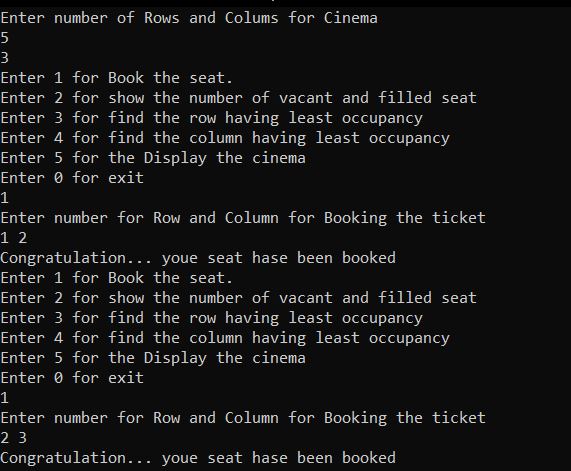 Enter number of Rows and Colums for Cinema
5
3
Enter 1 for Book the seat.
Enter 2 for show the number of vacant and filled seat
Enter 3 for find the row having least occupancy
Enter 4 for find the column having least occupancy
Enter 5 for the Display the cinema
Enter 0 for exit
1
Enter number for Row and Column for Booking the ticket
1 2
Congratulation... youe seat hase been booked
Enter 1 for Book the seat.
Enter 2 for show the number of vacant and filled seat
Enter 3 for find the row having least occupancy
Enter 4 for find the column having least occupancy
Enter 5 for the Display the cinema
Enter 0 for exit
1
Enter number for Row and Column for Booking the ticket
2 3
Congratulation... youe seat hase been booked